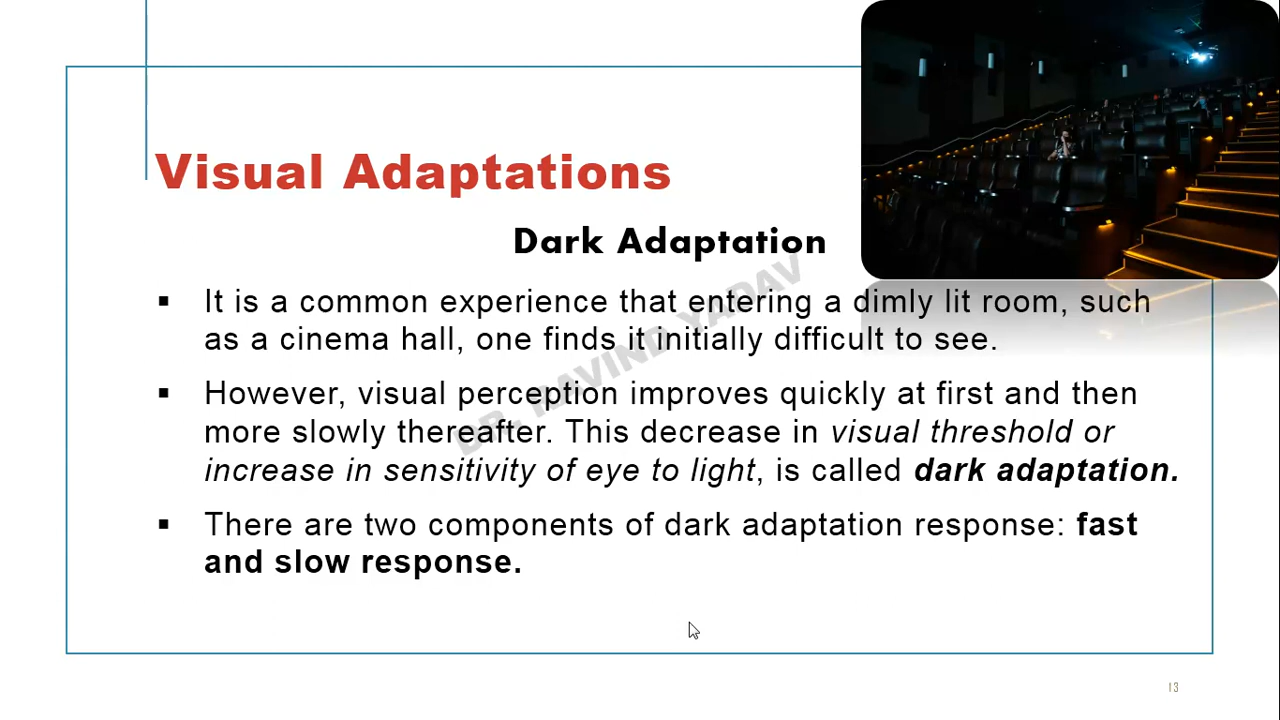 Visual Adaptations
Dark Adaptation
▪ It is a common experience that entering a dimly lit room, such
as a cinema hall, one finds it initially difficult to see.
▪ However, visual perception improves quickly at first and then
more slowly thereafter. This decrease in visual threshold or
increase in sensitivity of eye to light, is called dark adaptation.
▪ There are two components of dark adaptation response: fast
and slow response.
DR. RAVIND YADAV
13